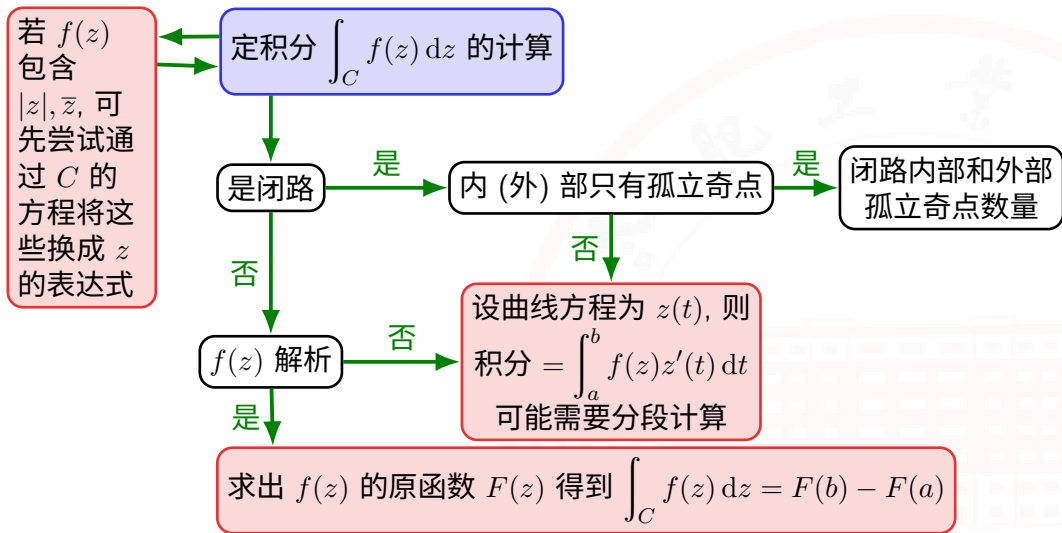 若 f(z)
包含
|z|, z̅, 可
先尝试通
过 C 的
方程将这
些换成 z
的表达式
定积分 ∫_C f(z) dz 的计算
是闭路
是
内 (外) 部只有孤立奇点
是
闭路内部和外部
孤立奇点数量
否
否
f(z) 解析
否
设曲线方程为 z(t), 则
积分 = ∫_a^b f(z)z′(t) dt
可能需要分段计算
是
求出 f(z) 的原函数 F(z) 得到 ∫_C f(z) dz = F(b) − F(a)